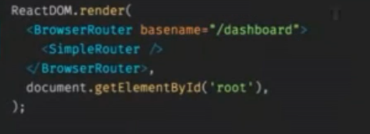 ReactDOM.render(
<BrowserRouter basename="/dashboard">
<SimpleRouter />
</BrowserRouter>,
document.getElementById('root'),
);